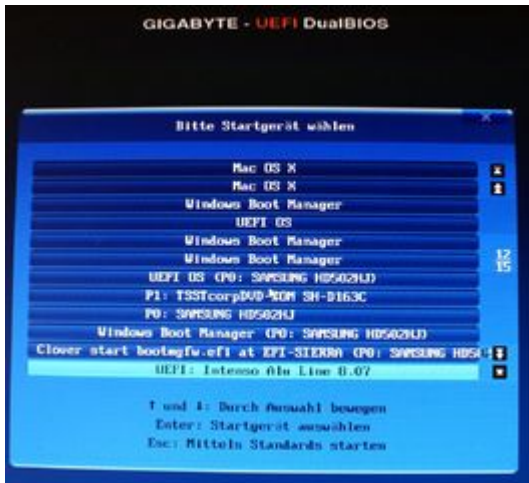 GIGABYTE - UEFI DualBIOS
Bitte Startgerät wählen
Mac OS X
Mac OS X
Windows Boot Manager
UEFI OS
Windows Boot Manager
Windows Boot Manager
UEFI OS (P0: SAMSUNG HD502HJ)
P1: TSSTcorpDVD-ROM SH-D163C
P0: SAMSUNG HD502HJ
Windows Boot Manager (P0: SAMSUNG HD502HJ)
Clover start bootmgfw.efi at EFI-SIERRA (P0: SAMSUNG HD50
UEFI: Intenso Alu Line 8.07
12
15
↑ und ↓: Durch Auswahl bewegen
Enter: Startgerät auswählen
Esc: Mittels Standards starten